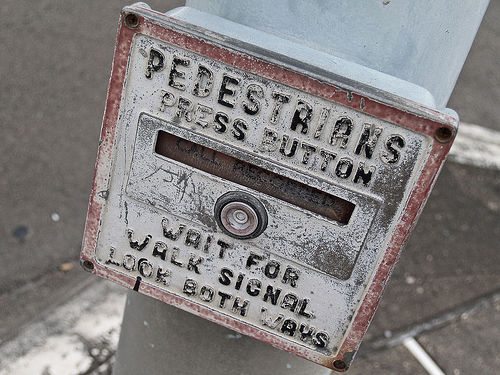 PEDESTRIANS
PRESS BUTTON
WAIT FOR
WALK SIGNAL
LOOK BOTH WAYS